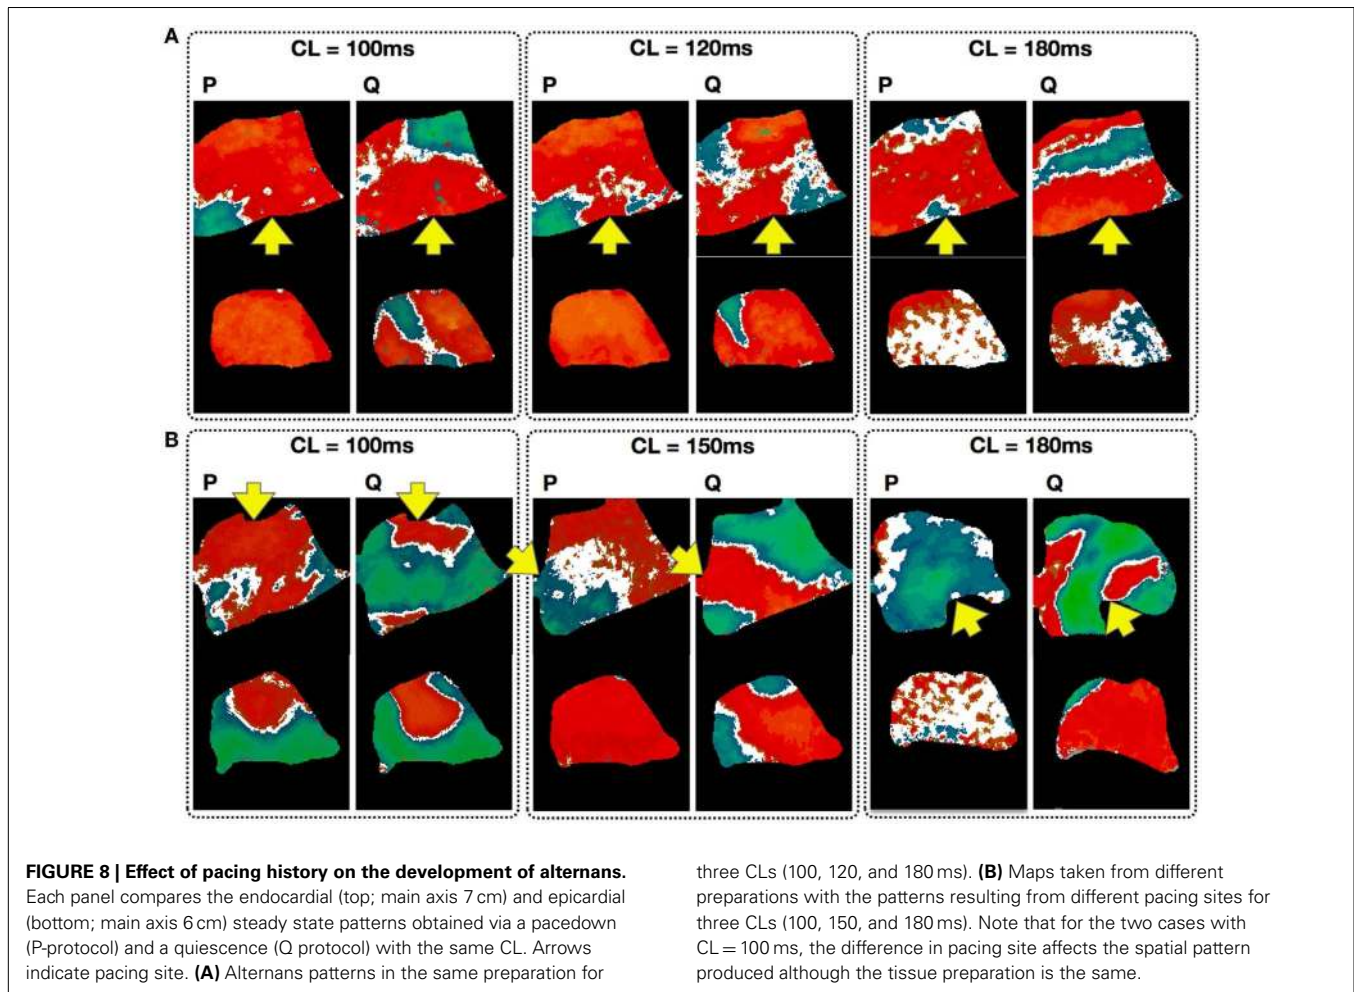 A
CL = 100ms
CL = 120ms
CL = 180ms
P
Q
P
Q
P
Q
B
CL = 100ms
CL = 150ms
CL = 180ms
P
Q
P
Q
P
Q
FIGURE 8 | Effect of pacing history on the development of alternans.
Each panel compares the endocardial (top; main axis 7 cm) and epicardial
(bottom; main axis 6 cm) steady state patterns obtained via a pacedown
(P-protocol) and a quiescence (Q protocol) with the same CL. Arrows
indicate pacing site. (A) Alternans patterns in the same preparation for
three CLs (100, 120, and 180 ms). (B) Maps taken from different
preparations with the patterns resulting from different pacing sites for
three CLs (100, 150, and 180 ms). Note that for the two cases with
CL = 100 ms, the difference in pacing site affects the spatial pattern
produced although the tissue preparation is the same.